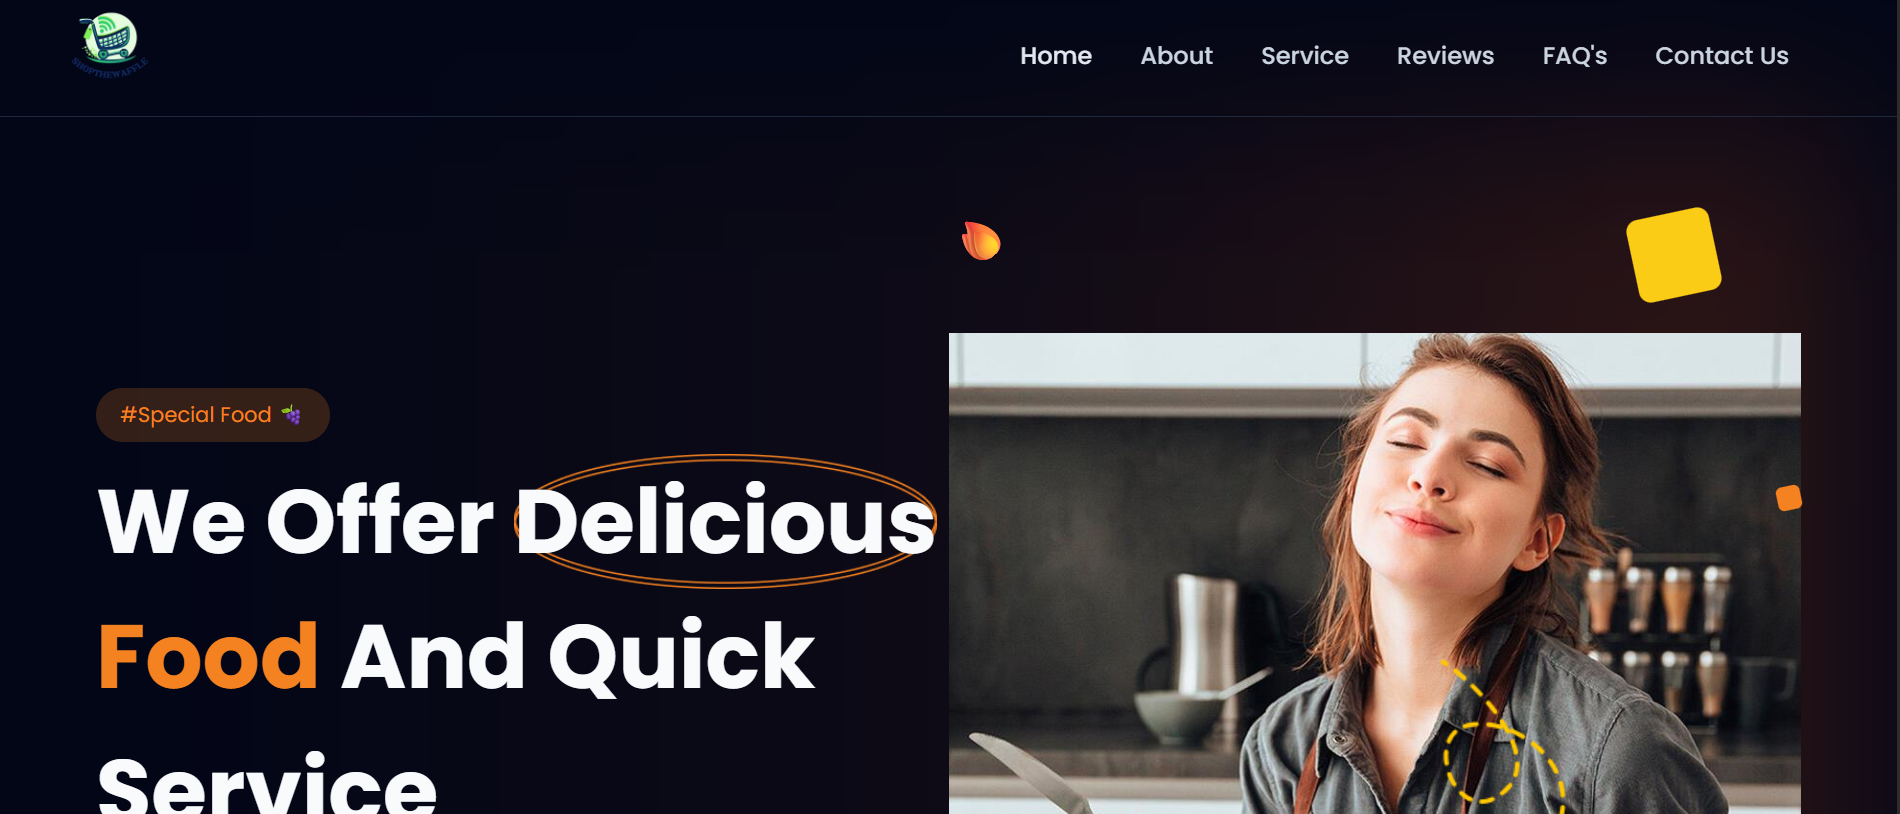 SHOPTHEWAFFLE
Home About Service Reviews FAQ's Contact Us
#Special Food 🍇
We Offer Delicious
Food And Quick
Service